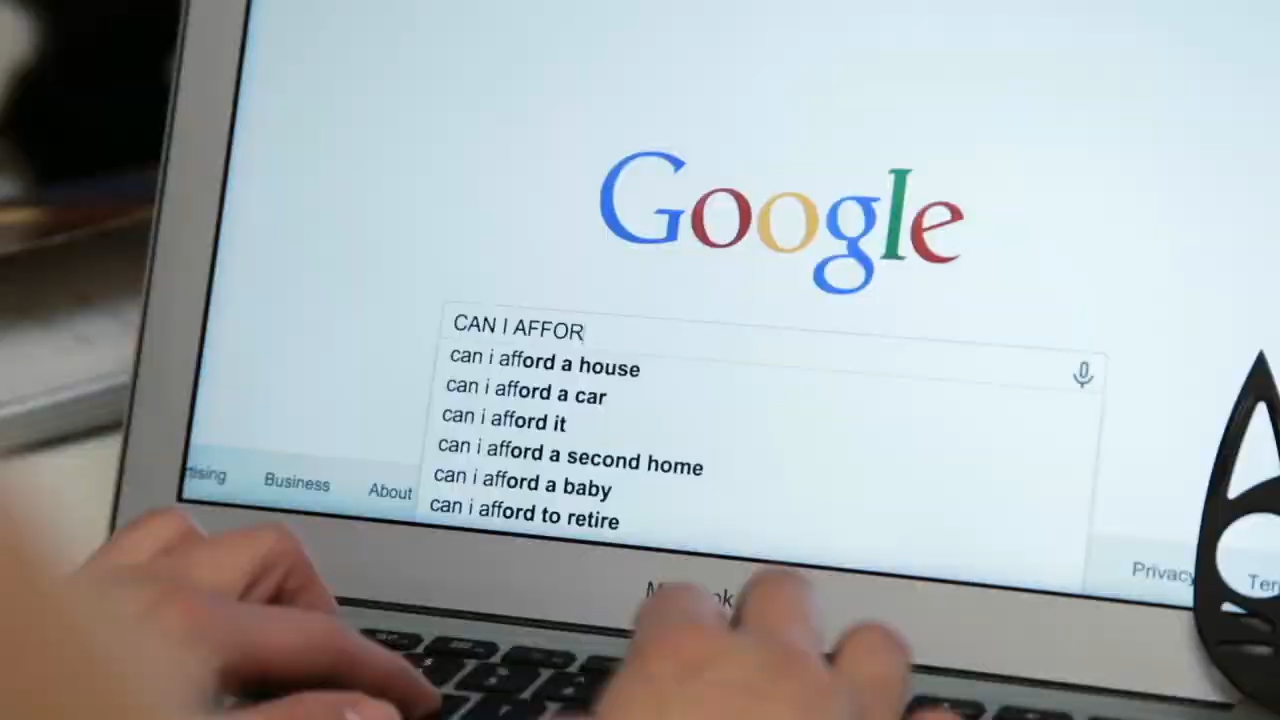 Google
CAN I AFFOR
can i afford a house
can i afford a car
can i afford it
can i afford a second home
can i afford a baby
can i afford to retire
Business About
Privacy